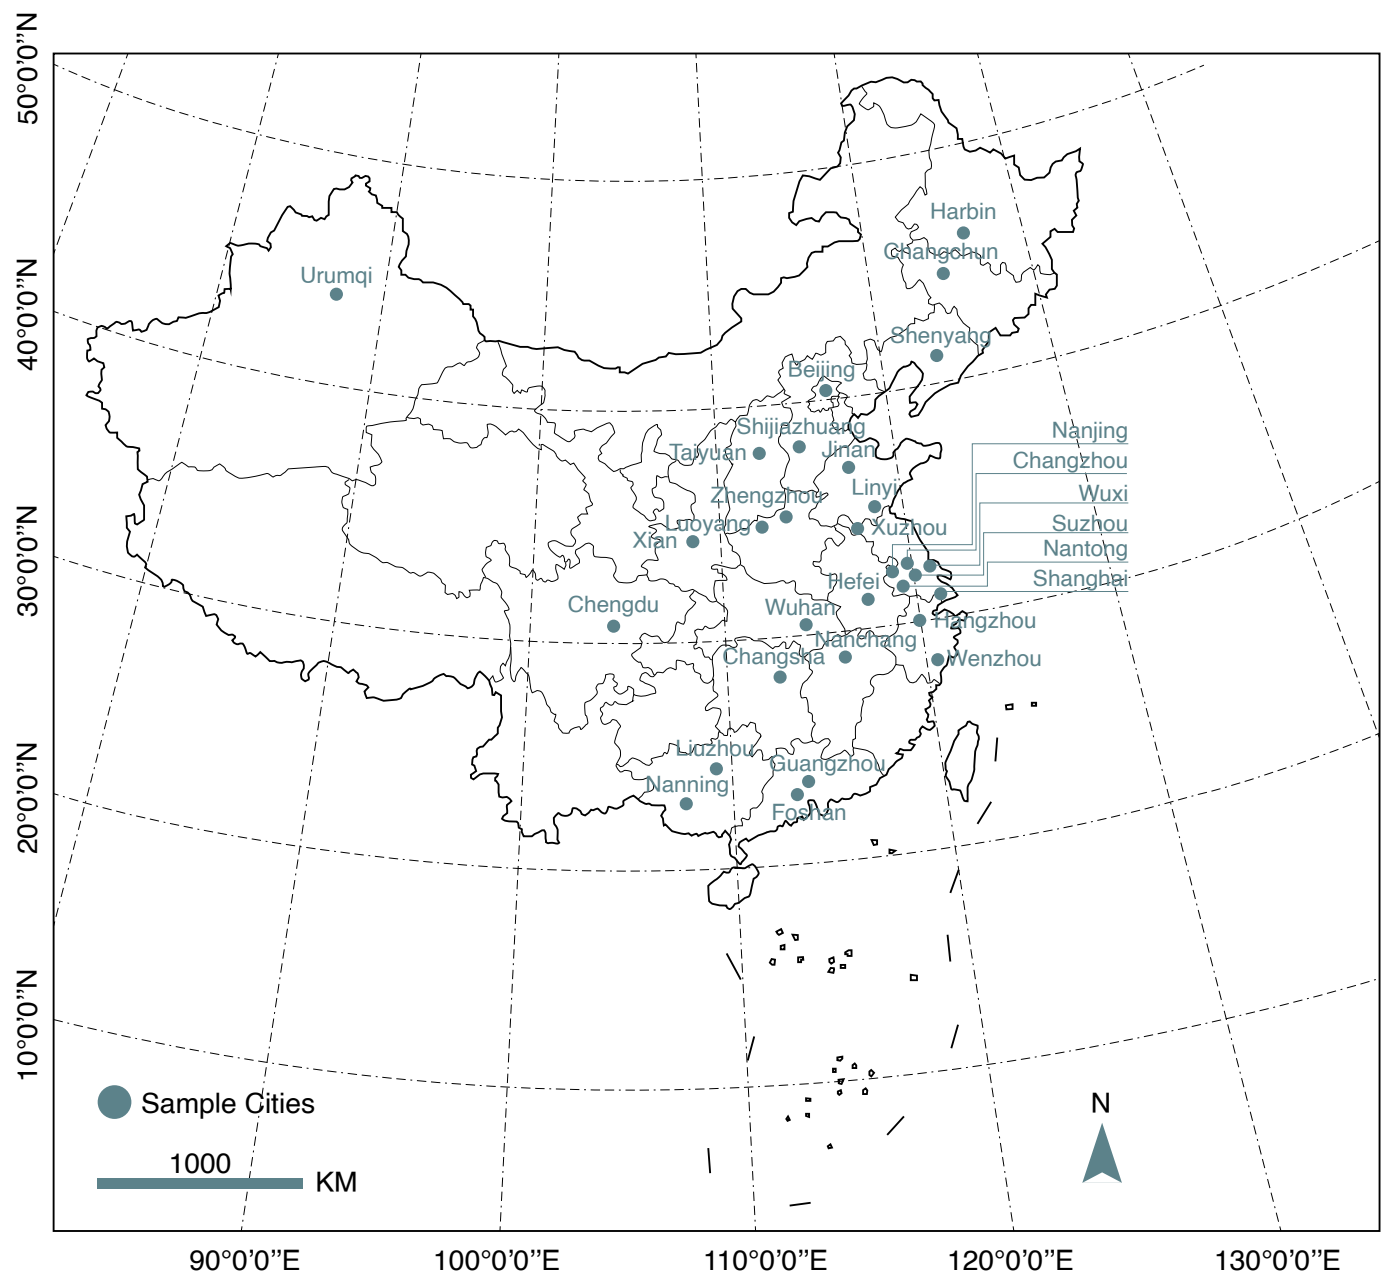 50°0'0’’N
40°0'0’’N
30°0'0’’N
20°0'0’’N
10°0'0’’N
Harbin
Changchun
Urumqi
Shenyang
Beijing
Shijiazhuang
Nanjing
Taiyuan
Jinan
Changzhou
Linyi
Zhengzhou
Wuxi
Luoyang
Xuzhou
Suzhou
Xian
Nantong
Hefei
Shanghai
Chengdu
Wuhan
Hangzhou
Nanchang
Changsha
Wenzhou
Liuzhou
Guangzhou
Nanning
Foshan
Sample Cities
N
1000
KM
90°0'0’’E
100°0'0’’E
110°0'0’’E
120°0'0’’E
130°0'0’’E